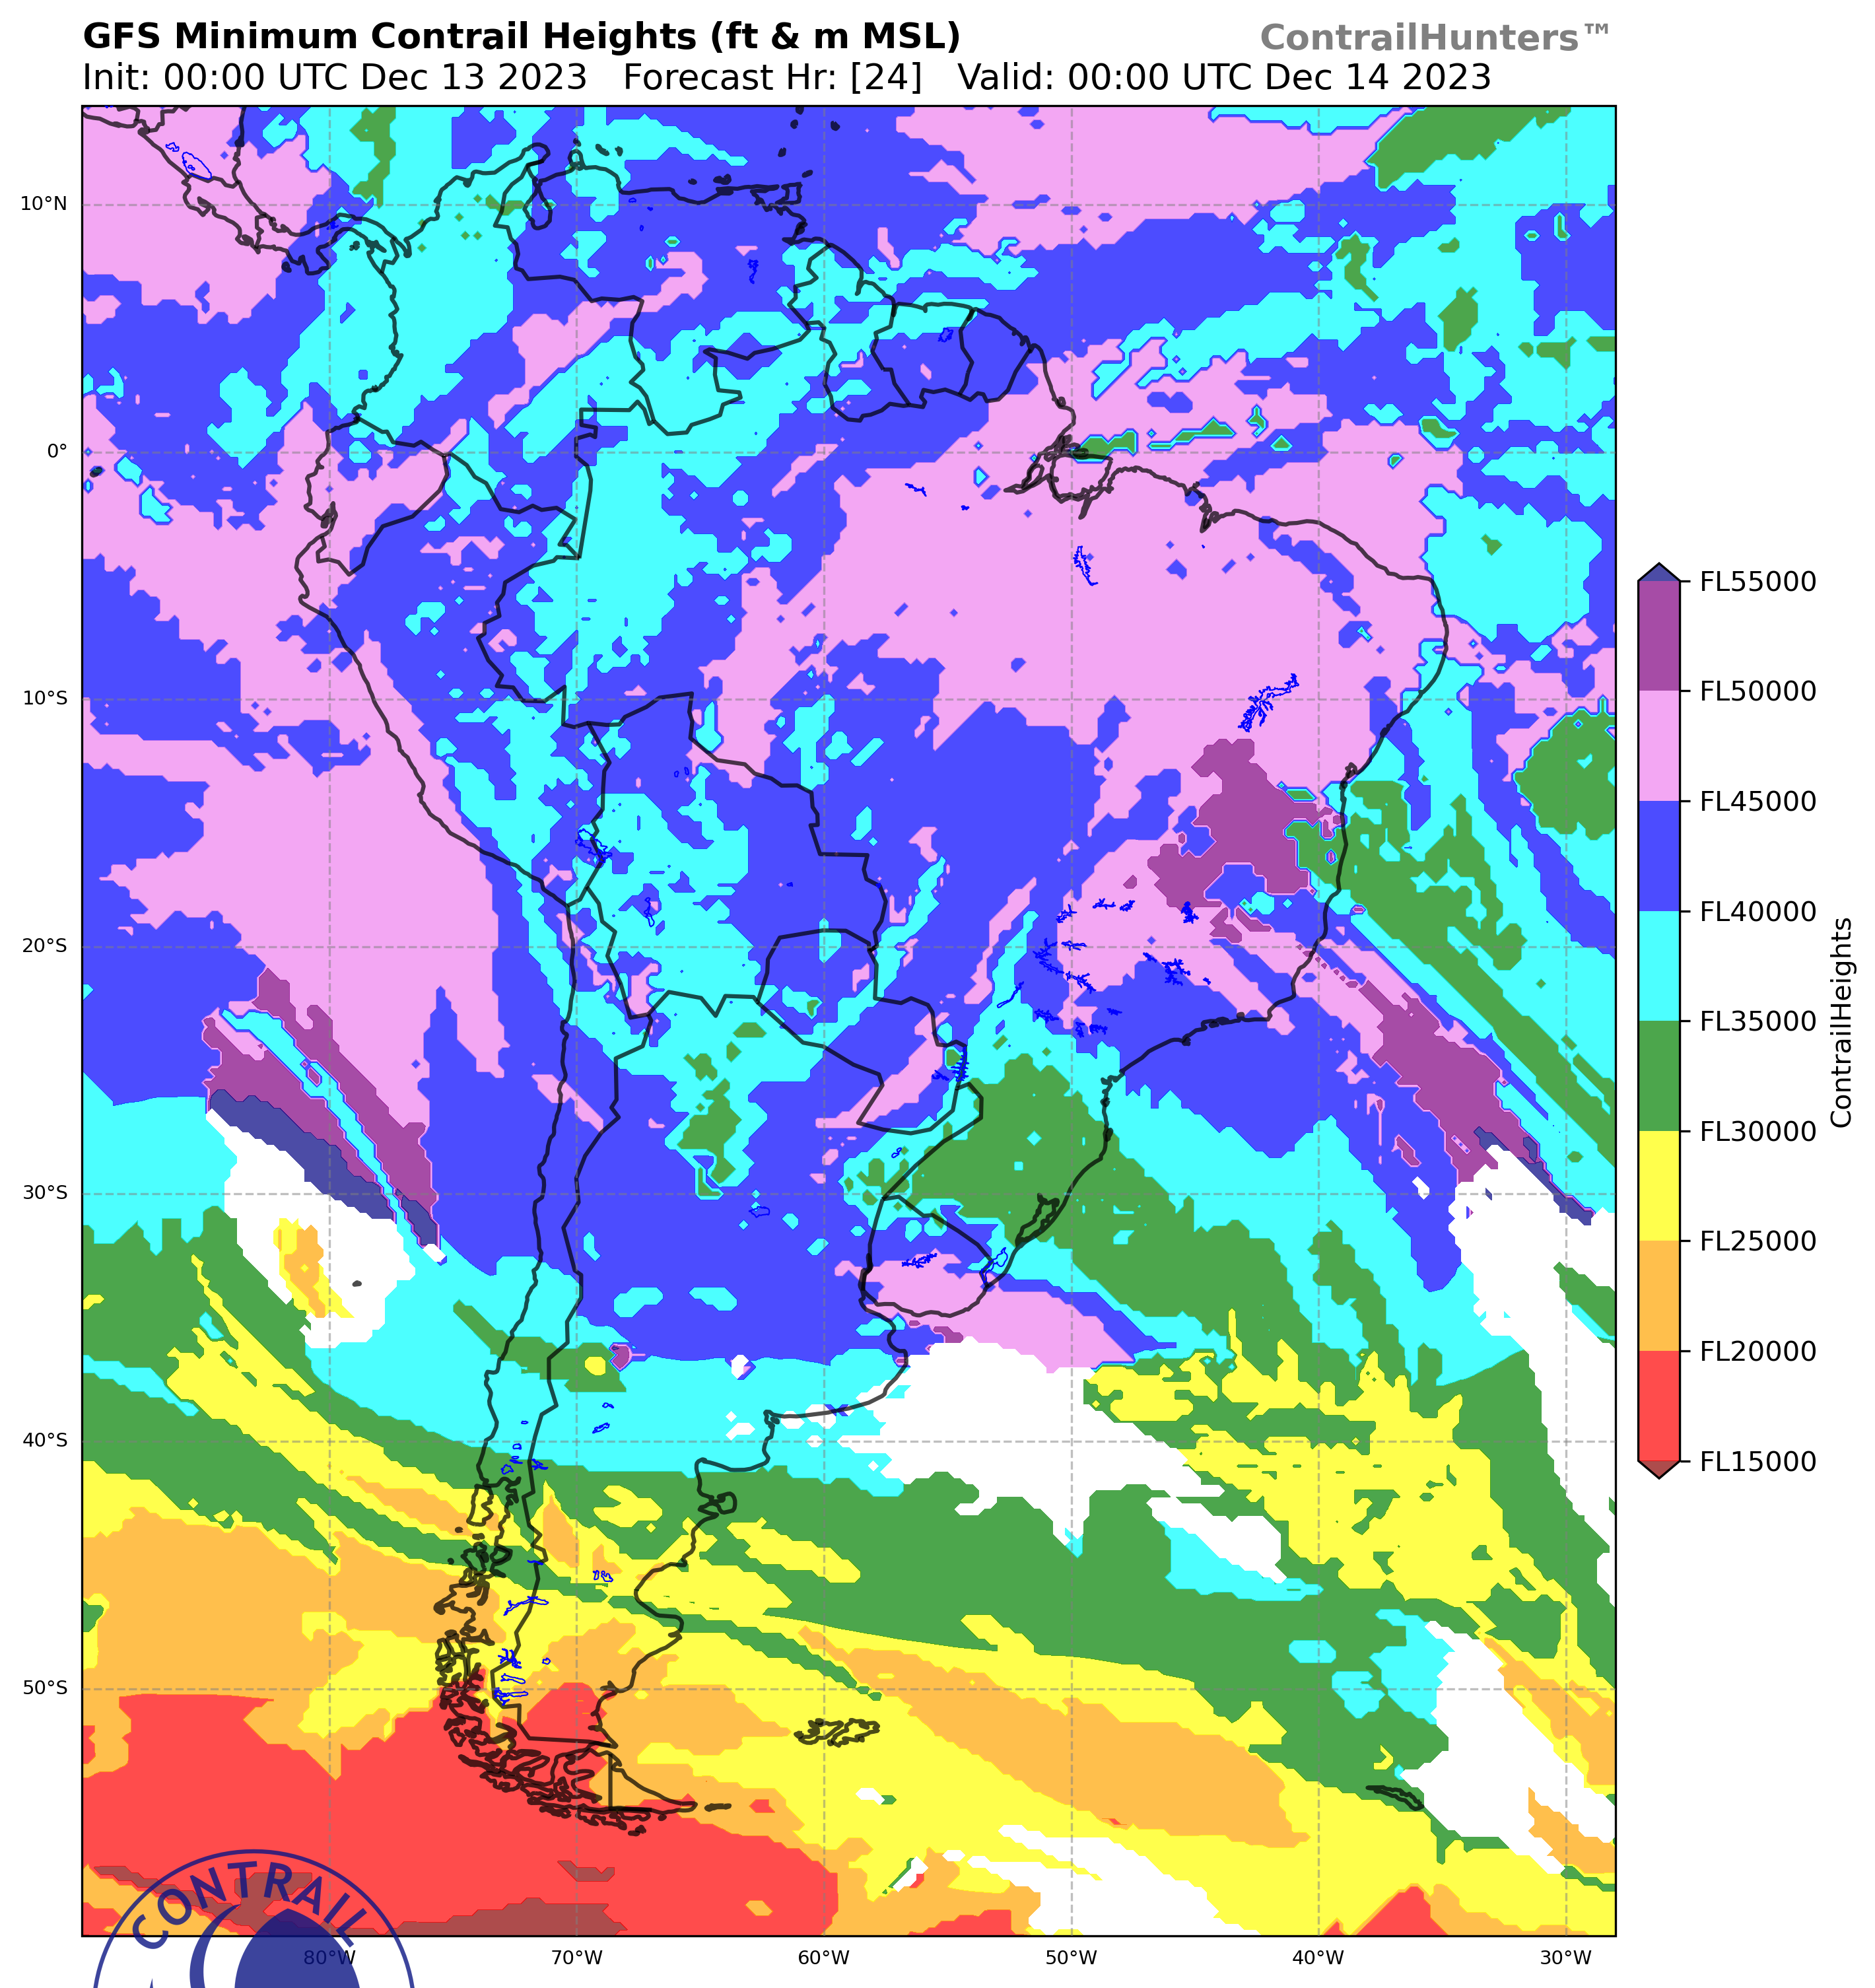 GFS Minimum Contrail Heights (ft & m MSL)
ContrailHunters™
Init: 00:00 UTC Dec 13 2023 Forecast Hr: [24] Valid: 00:00 UTC Dec 14 2023
10°N
0°
10°S
20°S
30°S
40°S
50°S
80°W
70°W
60°W
50°W
40°W
30°W
FL55000
FL50000
FL45000
FL40000
FL35000
FL30000
FL25000
FL20000
FL15000
ContrailHeights
CONTRAIL